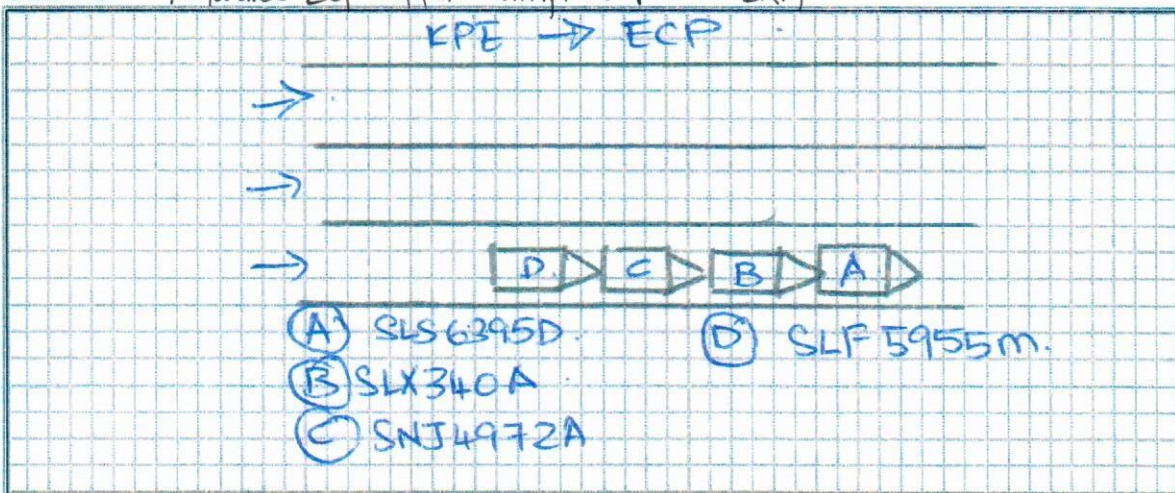 KPE → ECP
→
→
→
D C B A
(A) SLS6395D. (D) SLF5955m.
(B) SLX340A
(C) SNJ4972A